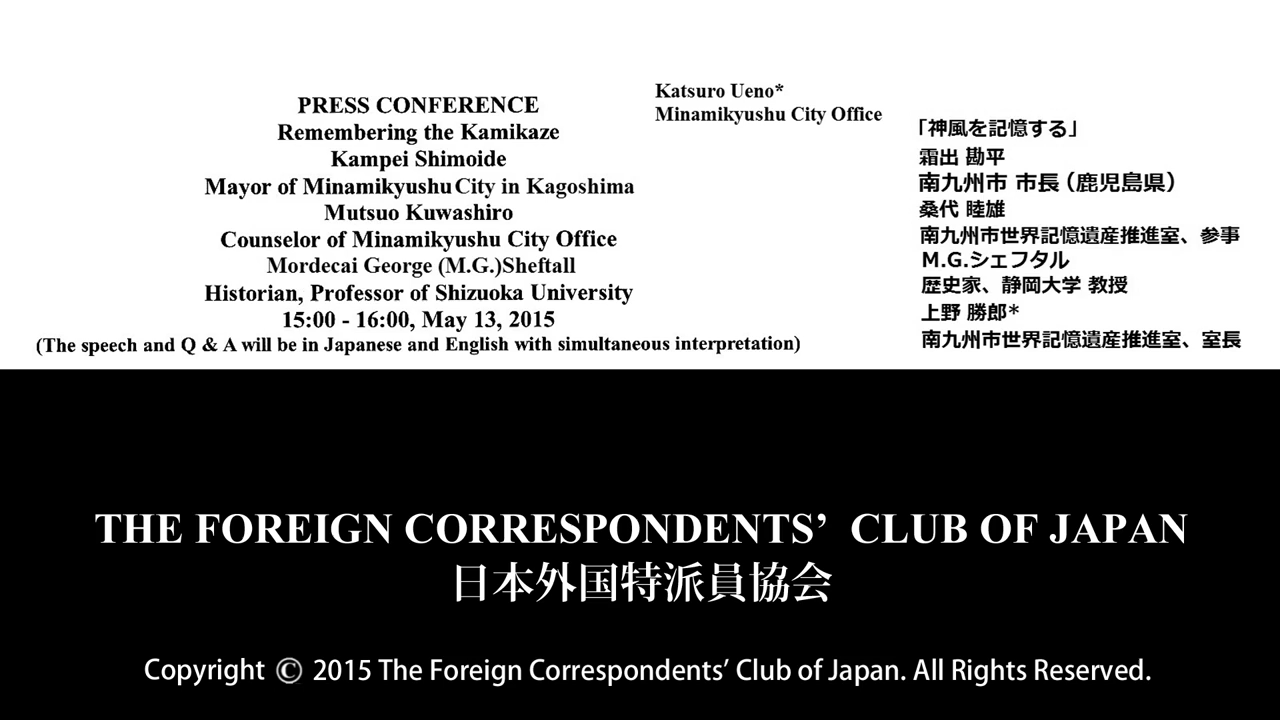 PRESS CONFERENCE
Remembering the Kamikaze
Kampei Shimoide
Mayor of Minamikyushu City in Kagoshima
Mutsuo Kuwashiro
Counselor of Minamikyushu City Office
Mordecai George (M.G.)Sheftall
Historian, Professor of Shizuoka University
15:00 - 16:00, May 13, 2015
(The speech and Q & A will be in Japanese and English with simultaneous interpretation)
Katsuro Ueno*
Minamikyushu City Office
「神風を記憶する」
霜出 勘平
南九州市 市長（鹿児島県）
桑代 睦雄
南九州市世界記憶遺産推進室、参事
M.G.シェフタル
歴史家、静岡大学 教授
上野 勝郎*
南九州市世界記憶遺産推進室、室長
THE FOREIGN CORRESPONDENTS’ CLUB OF JAPAN
日本外国特派員協会
Copyright © 2015 The Foreign Correspondents’ Club of Japan. All Rights Reserved.